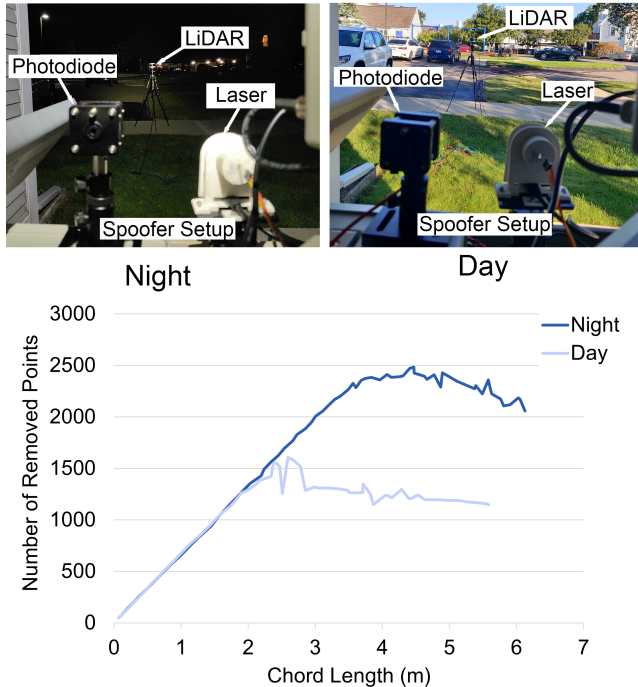 LiDAR
Photodiode
Laser
Spoofer Setup
Night
LiDAR
Photodiode
Laser
Spoofer Setup
Day
Night
Day
Number of Removed Points
3000
2500
2000
1500
1000
500
0
0 1 2 3 4 5 6 7
Chord Length (m)